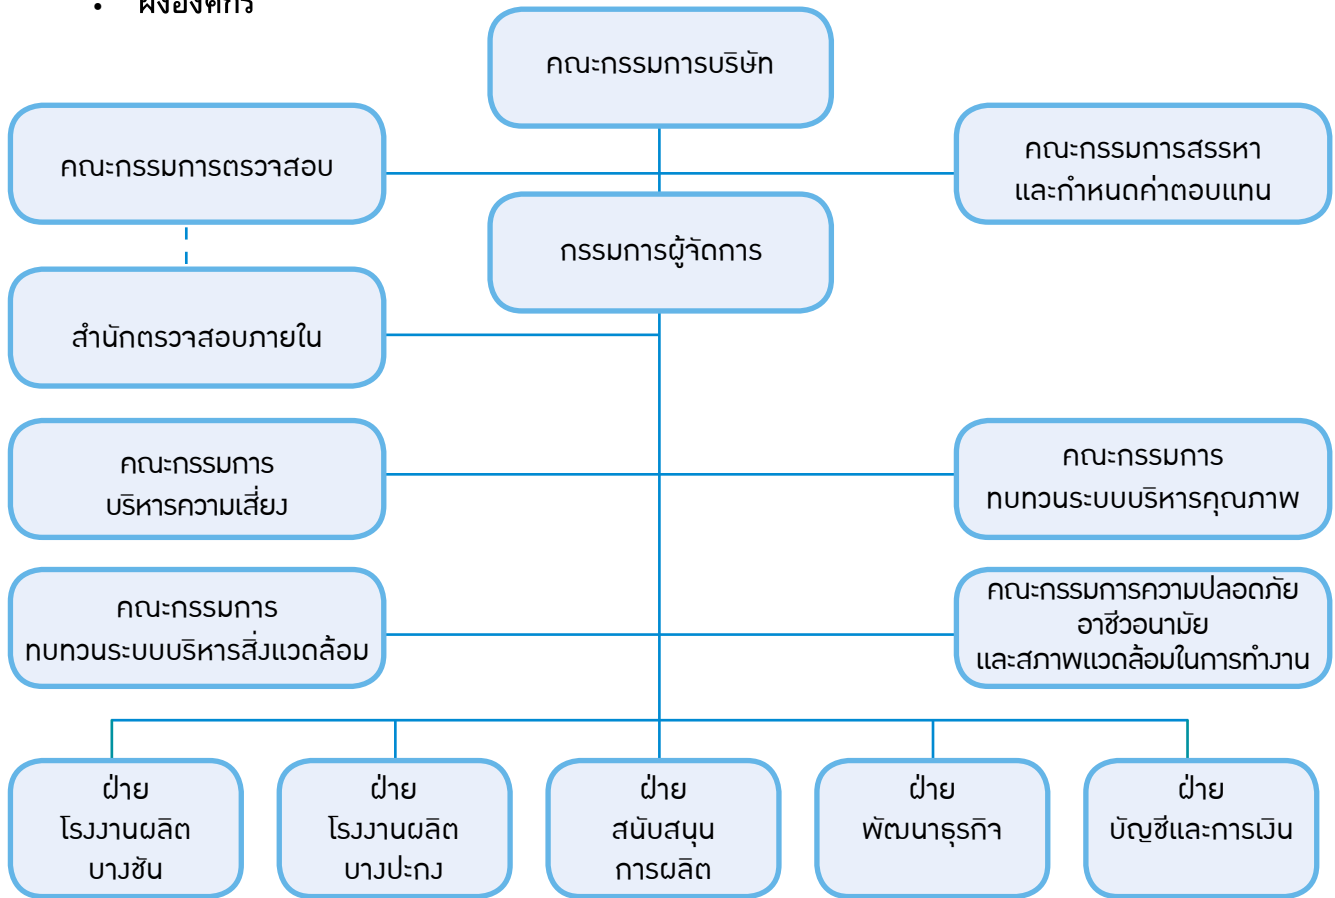 • ผังองค์กร
คณะกรรมการบริษัท
คณะกรรมการตรวจสอบ
คณะกรรมการสรรหา
และกำหนดค่าตอบแทน
กรรมการผู้จัดการ
สำนักตรวจสอบภายใน
คณะกรรมการ
บริหารความเสี่ยง
คณะกรรมการ
ทบทวนระบบบริหารคุณภาพ
คณะกรรมการ
ทบทวนระบบบริหารสิ่งแวดล้อม
คณะกรรมการความปลอดภัย
อาชีวอนามัย
และสภาพแวดล้อมในการทำงาน
ฝ่าย
โรงงานผลิต
บางชัน
ฝ่าย
โรงงานผลิต
บางปะกง
ฝ่าย
สนับสนุน
การผลิต
ฝ่าย
พัฒนาธุรกิจ
ฝ่าย
บัญชีและการเงิน